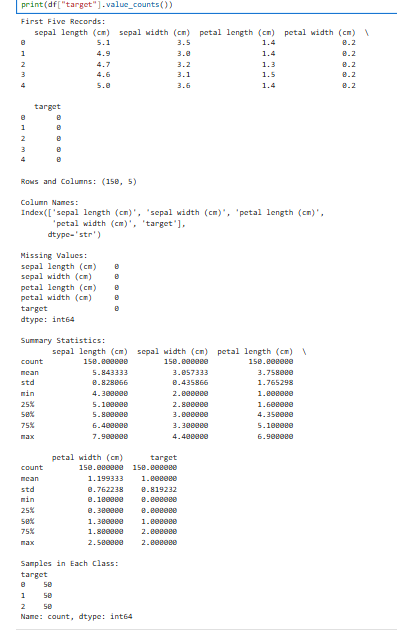 print(df["target"].value_counts())
First Five Records:
   sepal length (cm)  sepal width (cm)  petal length (cm)  petal width (cm)  \
0                5.1               3.5                1.4               0.2
1                4.9               3.0                1.4               0.2
2                4.7               3.2                1.3               0.2
3                4.6               3.1                1.5               0.2
4                5.0               3.6                1.4               0.2
   target
0       0
1       0
2       0
3       0
4       0
Rows and Columns: (150, 5)
Column Names:
Index(['sepal length (cm)', 'sepal width (cm)', 'petal length (cm)',
       'petal width (cm)', 'target'],
      dtype='str')
Missing Values:
sepal length (cm)    0
sepal width (cm)     0
petal length (cm)    0
petal width (cm)     0
target               0
dtype: int64
Summary Statistics:
       sepal length (cm)  sepal width (cm)  petal length (cm)  \
count         150.000000        150.000000         150.000000
mean            5.843333          3.057333           3.758000
std             0.828066          0.435866           1.765298
min             4.300000          2.000000           1.000000
25%             5.100000          2.800000           1.600000
50%             5.800000          3.000000           4.350000
75%             6.400000          3.300000           5.100000
max             7.900000          4.400000           6.900000
       petal width (cm)      target
count        150.000000  150.000000
mean           1.199333    1.000000
std            0.762238    0.819232
min            0.100000    0.000000
25%            0.300000    0.000000
50%            1.300000    1.000000
75%            1.800000    2.000000
max            2.500000    2.000000
Samples in Each Class:
target
0    50
1    50
2    50
Name: count, dtype: int64